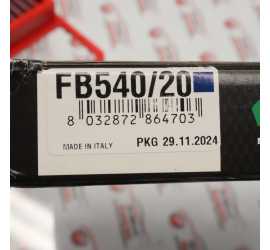 FB540/20
8 032872 864703
MADE IN ITALY
PKG 29.11.2024